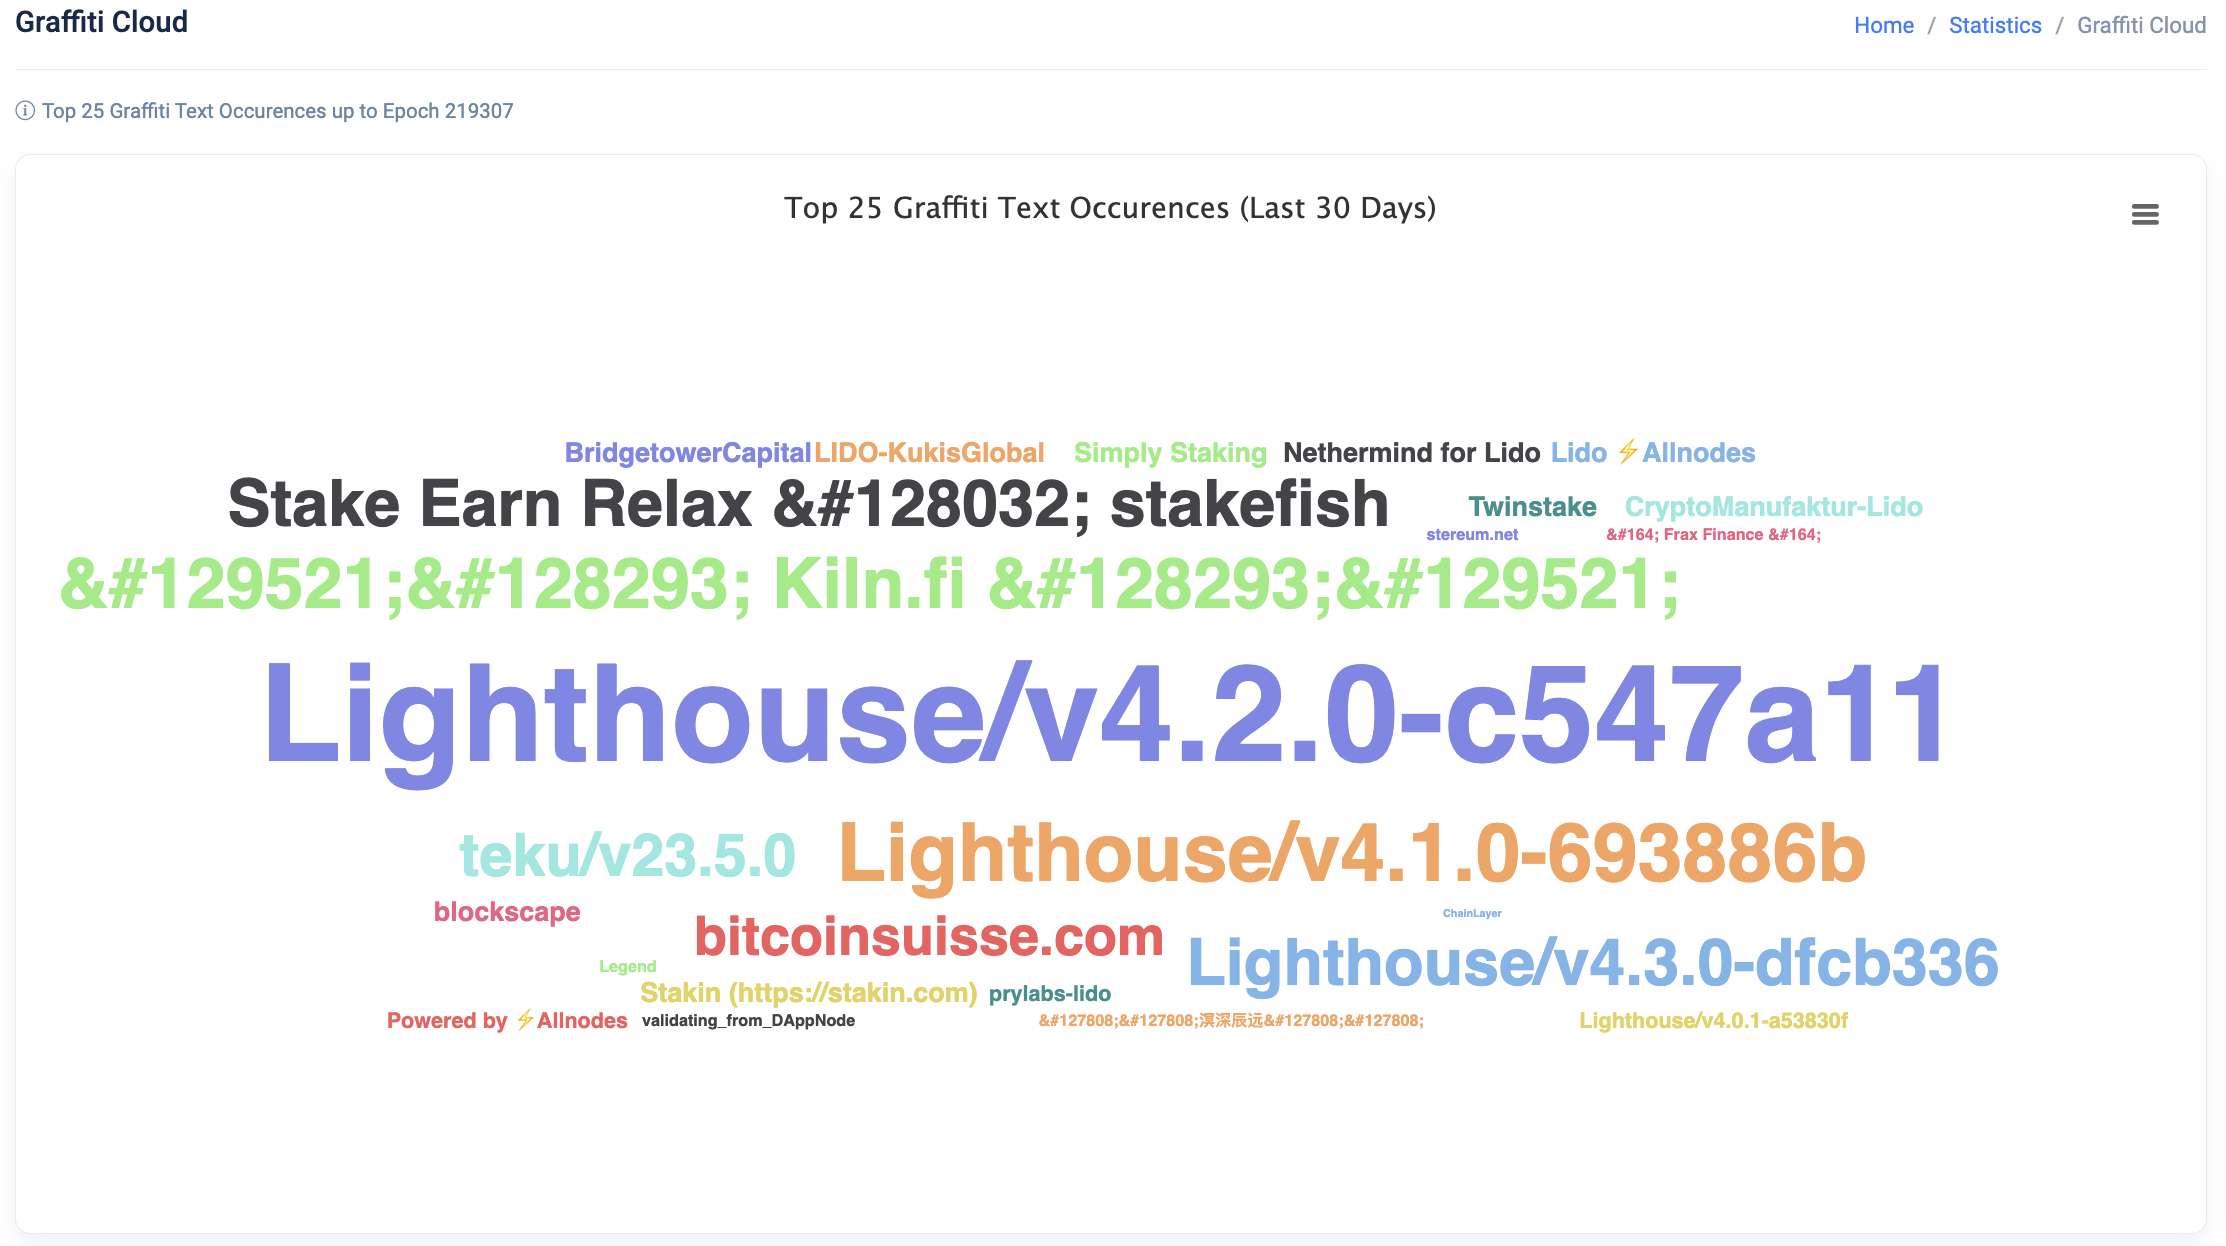 Graffiti Cloud
Home / Statistics / Graffiti Cloud
Top 25 Graffiti Text Occurences up to Epoch 219307
Top 25 Graffiti Text Occurences (Last 30 Days)
BridgetowerCapital LIDO-KukisGlobal Simply Staking Nethermind for Lido Lido ⚡Allnodes
Stake Earn Relax &#128032; stakefish Twinstake CryptoManufaktur-Lido
stereum.net &#164; Frax Finance &#164;
&#129521;&#128293; Kiln.fi &#128293;&#129521;
Lighthouse/v4.2.0-c547a11
teku/v23.5.0 Lighthouse/v4.1.0-693886b
blockscape bitcoinsuisse.com ChainLayer
Legend Lighthouse/v4.3.0-dfcb336
Stakin (https://stakin.com) prylabs-lido
Powered by ⚡Allnodes validating_from_DAppNode &#127808;&#127808;溟深辰远&#127808;&#127808; Lighthouse/v4.0.1-a53830f